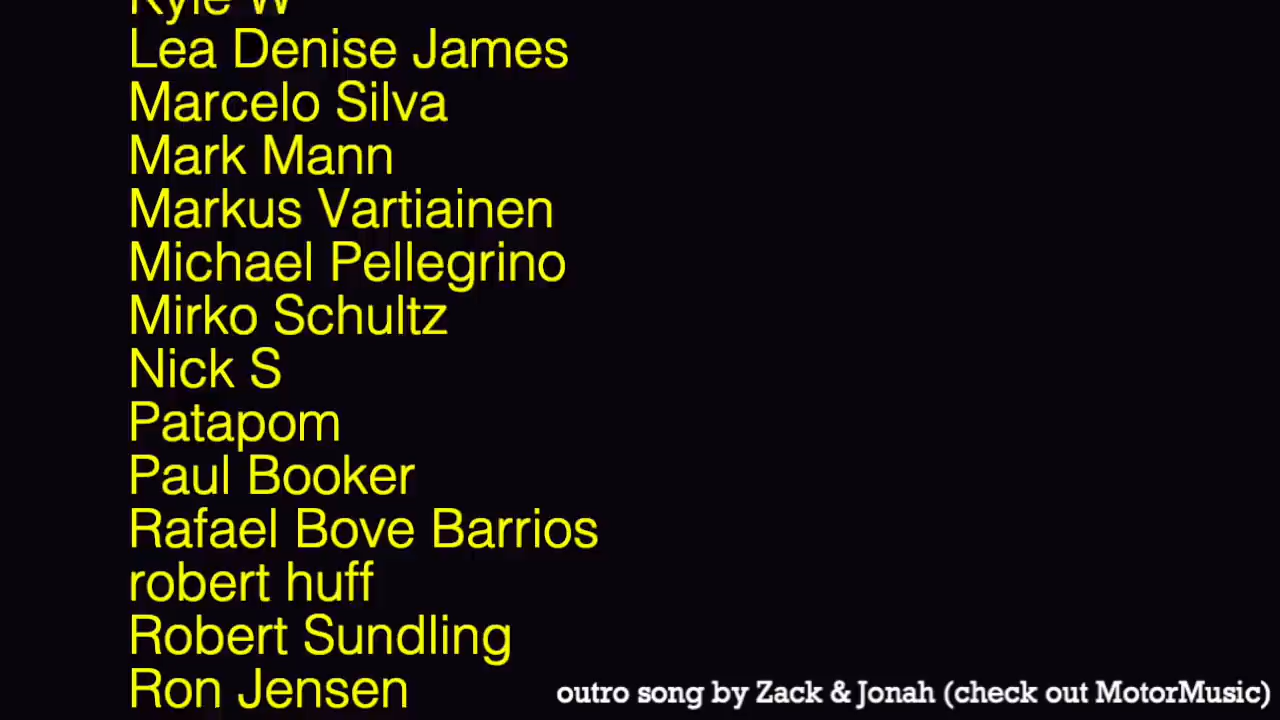 Kyle W
Lea Denise James
Marcelo Silva
Mark Mann
Markus Vartiainen
Michael Pellegrino
Mirko Schultz
Nick S
Patapom
Paul Booker
Rafael Bove Barrios
robert huff
Robert Sundling
Ron Jensen
outro song by Zack & Jonah (check out MotorMusic)